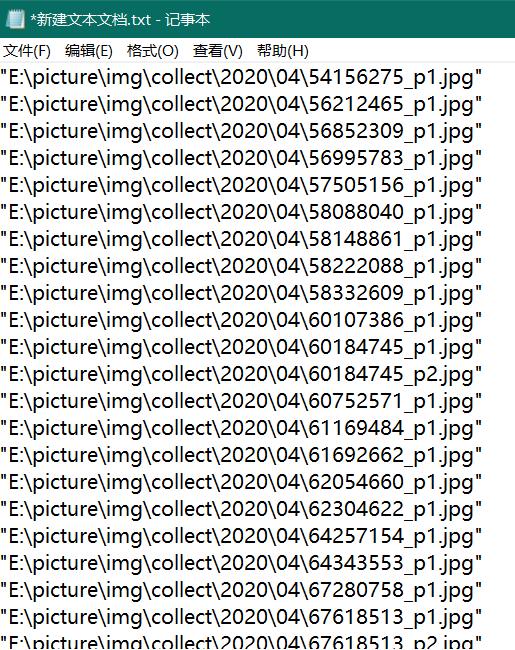 *新建文本文档.txt - 记事本
文件(F) 编辑(E) 格式(O) 查看(V) 帮助(H)
"E:\picture\img\collect\2020\04\54156275_p1.jpg"
"E:\picture\img\collect\2020\04\56212465_p1.jpg"
"E:\picture\img\collect\2020\04\56852309_p1.jpg"
"E:\picture\img\collect\2020\04\56995783_p1.jpg"
"E:\picture\img\collect\2020\04\57505156_p1.jpg"
"E:\picture\img\collect\2020\04\58088040_p1.jpg"
"E:\picture\img\collect\2020\04\58148861_p1.jpg"
"E:\picture\img\collect\2020\04\58222088_p1.jpg"
"E:\picture\img\collect\2020\04\58332609_p1.jpg"
"E:\picture\img\collect\2020\04\60107386_p1.jpg"
"E:\picture\img\collect\2020\04\60184745_p1.jpg"
"E:\picture\img\collect\2020\04\60184745_p2.jpg"
"E:\picture\img\collect\2020\04\60752571_p1.jpg"
"E:\picture\img\collect\2020\04\61169484_p1.jpg"
"E:\picture\img\collect\2020\04\61692662_p1.jpg"
"E:\picture\img\collect\2020\04\62054660_p1.jpg"
"E:\picture\img\collect\2020\04\62304622_p1.jpg"
"E:\picture\img\collect\2020\04\64257154_p1.jpg"
"E:\picture\img\collect\2020\04\64343553_p1.jpg"
"E:\picture\img\collect\2020\04\67280758_p1.jpg"
"E:\picture\img\collect\2020\04\67618513_p1.jpg"
"E:\picture\img\collect\2020\04\67618513_p2.jpg"